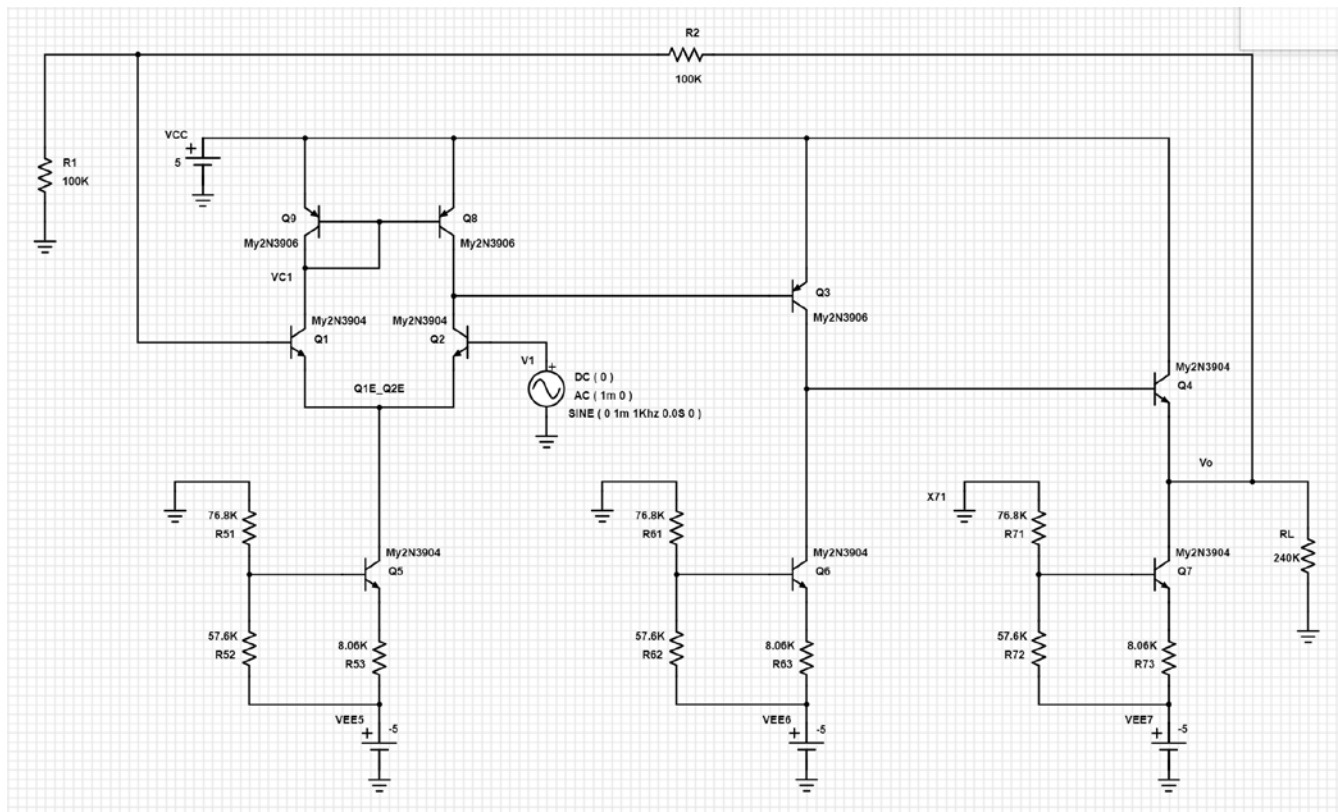 R2
100K
VCC
+
5
R1
100K
Q9
Q8
My2N3906
My2N3906
VC1
Q3
My2N3906
My2N3904
My2N3904
Q1
Q2
V1
+
DC ( 0 )
AC ( 1m 0 )
SINE ( 0 1m 1Khz 0.0S 0 )
Q1E_Q2E
My2N3904
Q4
Vo
X71
76.8K
R51
76.8K
R61
76.8K
R71
RL
240K
My2N3904
Q5
My2N3904
Q6
My2N3904
Q7
57.6K
R52
8.06K
R53
57.6K
R62
8.06K
R63
57.6K
R72
8.06K
R73
VEE5
+
-5
VEE6
+
-5
VEE7
+
-5